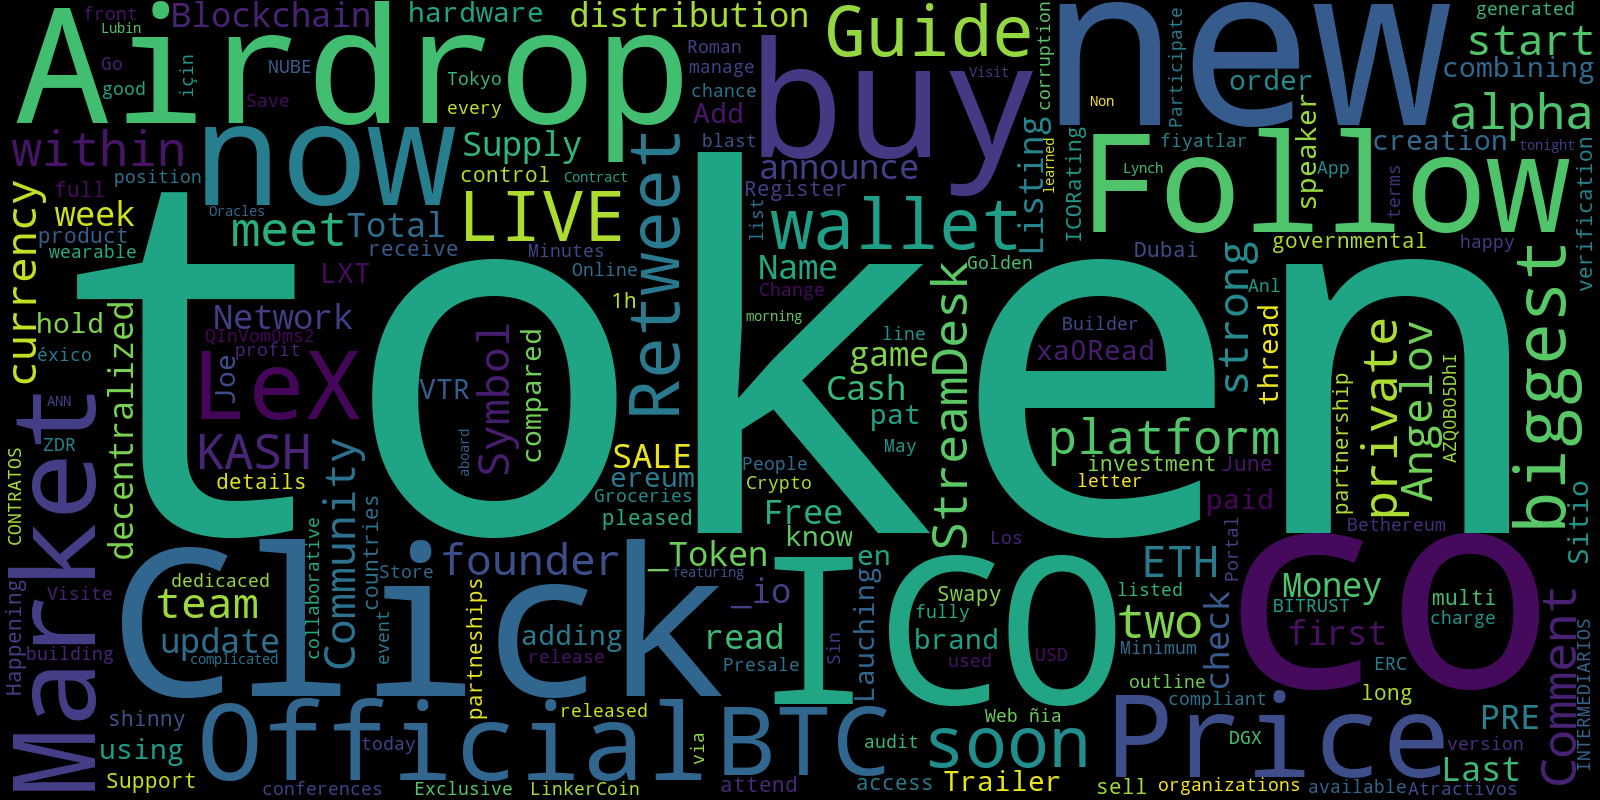 token
Airdrop
buy
new
now
Follow
Click
ICO
co
Market
Official
BTC
Price
soon
LeX
KASH
LIVE
wallet
Guide
Retweet
StreamDesk
biggest
platform
private
Angelov
strong
alpha
start
within
currency
decentralized
Community
founder
team
update
meet
Symbol
Network
Total
Supply
announce
Blockchain
hardware
distribution
Listing
Name
game
Cash
pat
Free
know
_Token
_io
ETH
two
Money
first
check
Comment
PRE
Last
Trailer
brand
read
adding
SALE
ereum
week
hold
using
Support
front
Lubin
Go
good
için
NUBE
Save
Roman
manage
Tokyo
chance
every
Add
blast
Visit
corruption
Non
Participate
order
generated
combining
speaker
fiyatlar
creation
tonight
verification
App
Lynch
terms
learned
ICORating
list
Register
control
Contract
position
full
product
wearable
Oracles
receive
Minutes
Online
LXT
1h
Golden
Change
morning
Dubai
governmental
happy
Anl
thread
Builder
xaORead
line
QlnVom0ms2
profit
Joe
VTR
compared
éxico
ANN
ZDR
CONTRATOS
aboard
details
People
Crypto
Groceries
pleased
May
investment
June
letter
paid
partnership
AZQOBO5DhI
Bethereum
Sitio
Portal
Los
en
featuring
Store
countries
collaborative
dedicaced
complicated
event
partneships
release
Presale
Sin
Lauching
Swapy
fully
used
USD
listed
Minimum
BITRUST
multi
charge
ERC
long
INTERMEDIARIOS
Happening
Visite
building
shinny
released
today
via
conferences
Exclusive
LinkerCoin
attend
audit
access
Web ñia
outline
compliant
DGX
sell
organizations
available
version
Atractivos